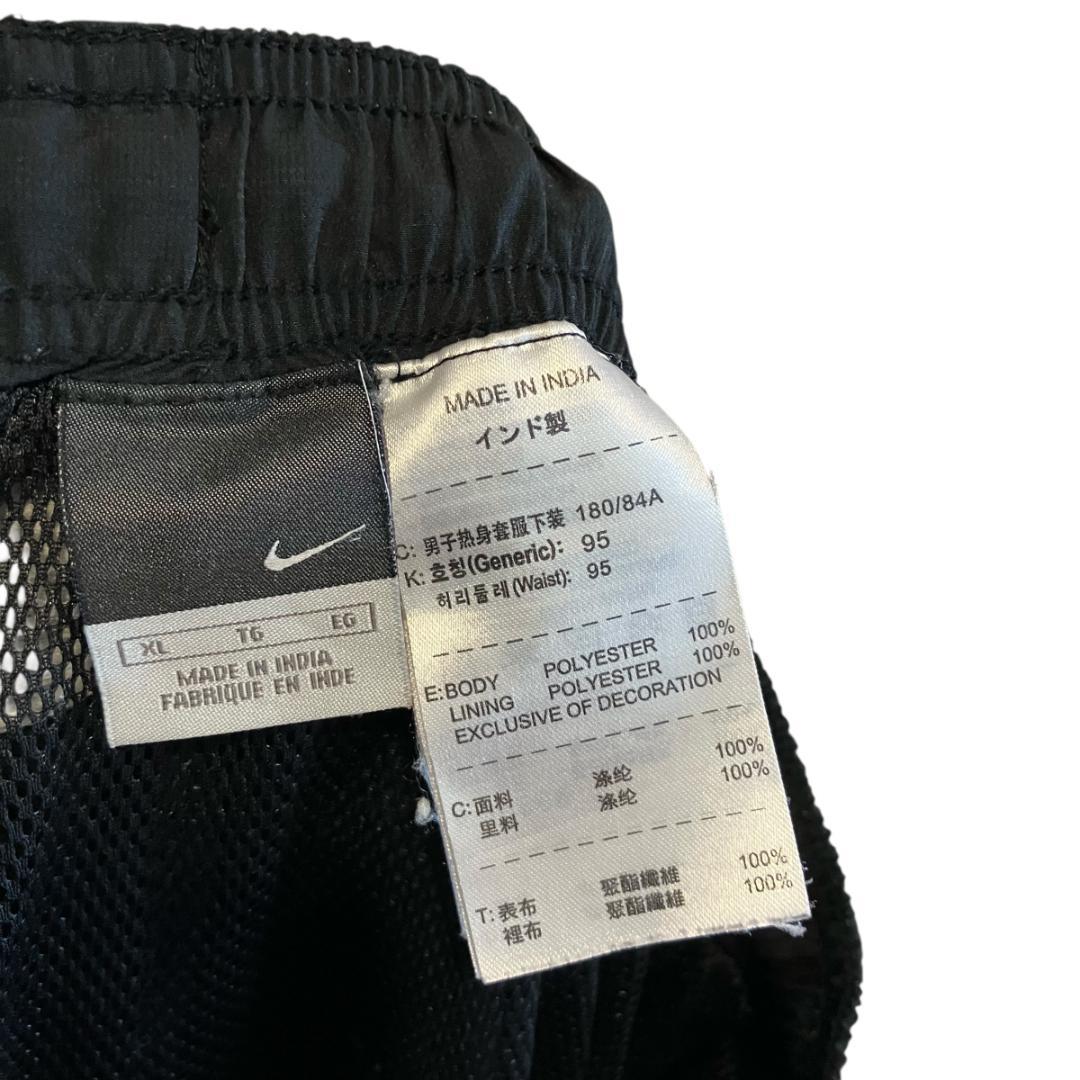 XL TG EG
MADE IN INDIA
FABRIQUE EN INDE
MADE IN INDIA
インド製
C: 男子热身套服下装 180/84A
K: 호칭(Generic): 95
허리둘레(Waist): 95
E: BODY POLYESTER 100%
LINING POLYESTER 100%
EXCLUSIVE OF DECORATION
C: 面料 涤纶 100%
里料 涤纶 100%
T: 表布 聚酯纖維 100%
裡布 聚酯纖維 100%